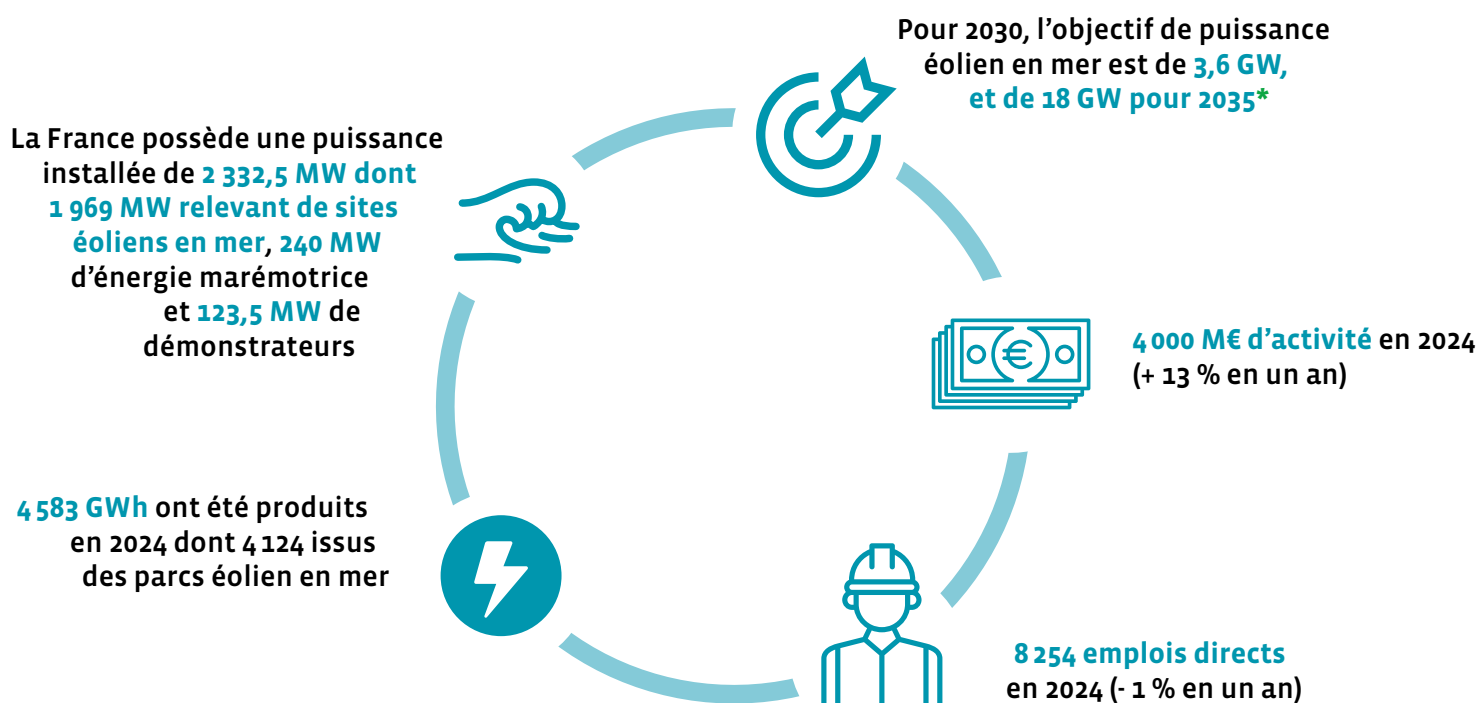 Pour 2030, l’objectif de puissance
éolien en mer est de 3,6 GW,
et de 18 GW pour 2035*
La France possède une puissance
installée de 2 332,5 MW dont
1 969 MW relevant de sites
éoliens en mer, 240 MW
d’énergie marémotrice
et 123,5 MW de
démonstrateurs
€
4 000 M€ d’activité en 2024
(+ 13 % en un an)
4 583 GWh ont été produits
en 2024 dont 4 124 issus
des parcs éolien en mer
8 254 emplois directs
en 2024 (- 1 % en un an)